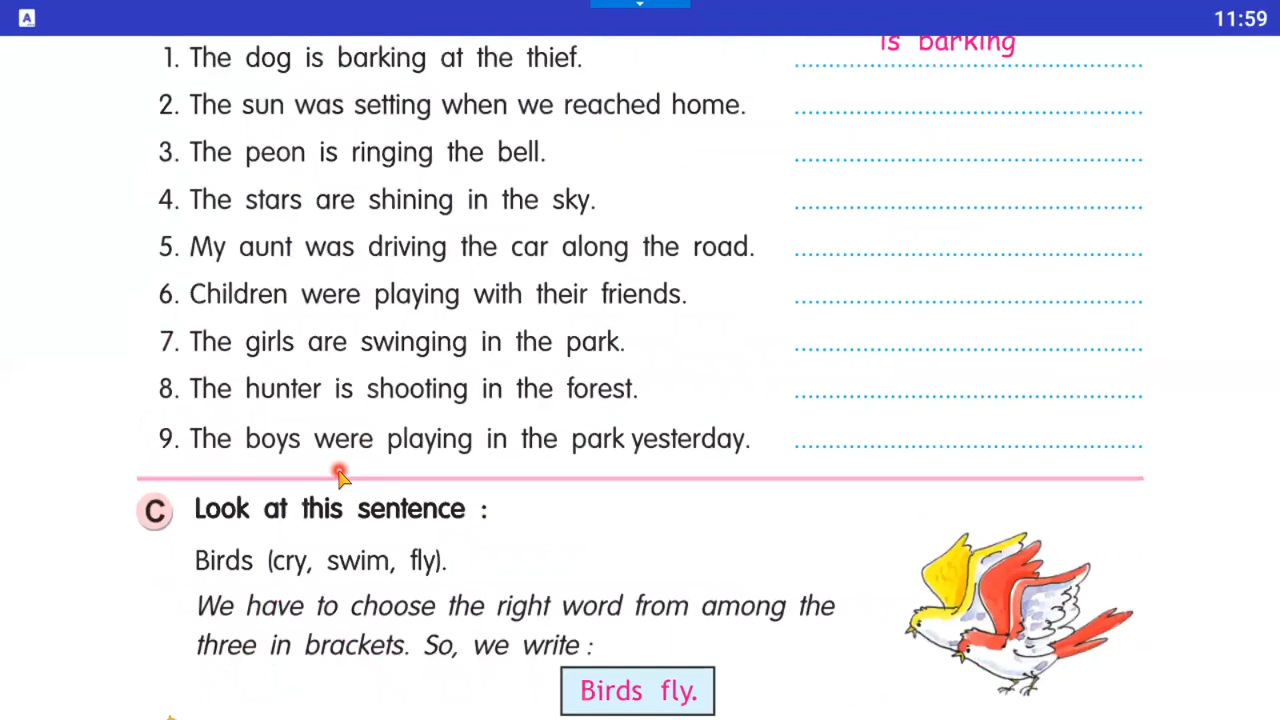 A
11:59
is barking
1. The dog is barking at the thief.
2. The sun was setting when we reached home.
3. The peon is ringing the bell.
4. The stars are shining in the sky.
5. My aunt was driving the car along the road.
6. Children were playing with their friends.
7. The girls are swinging in the park.
8. The hunter is shooting in the forest.
9. The boys were playing in the park yesterday.
C Look at this sentence :
Birds (cry, swim, fly).
We have to choose the right word from among the
three in brackets. So, we write :
Birds fly.